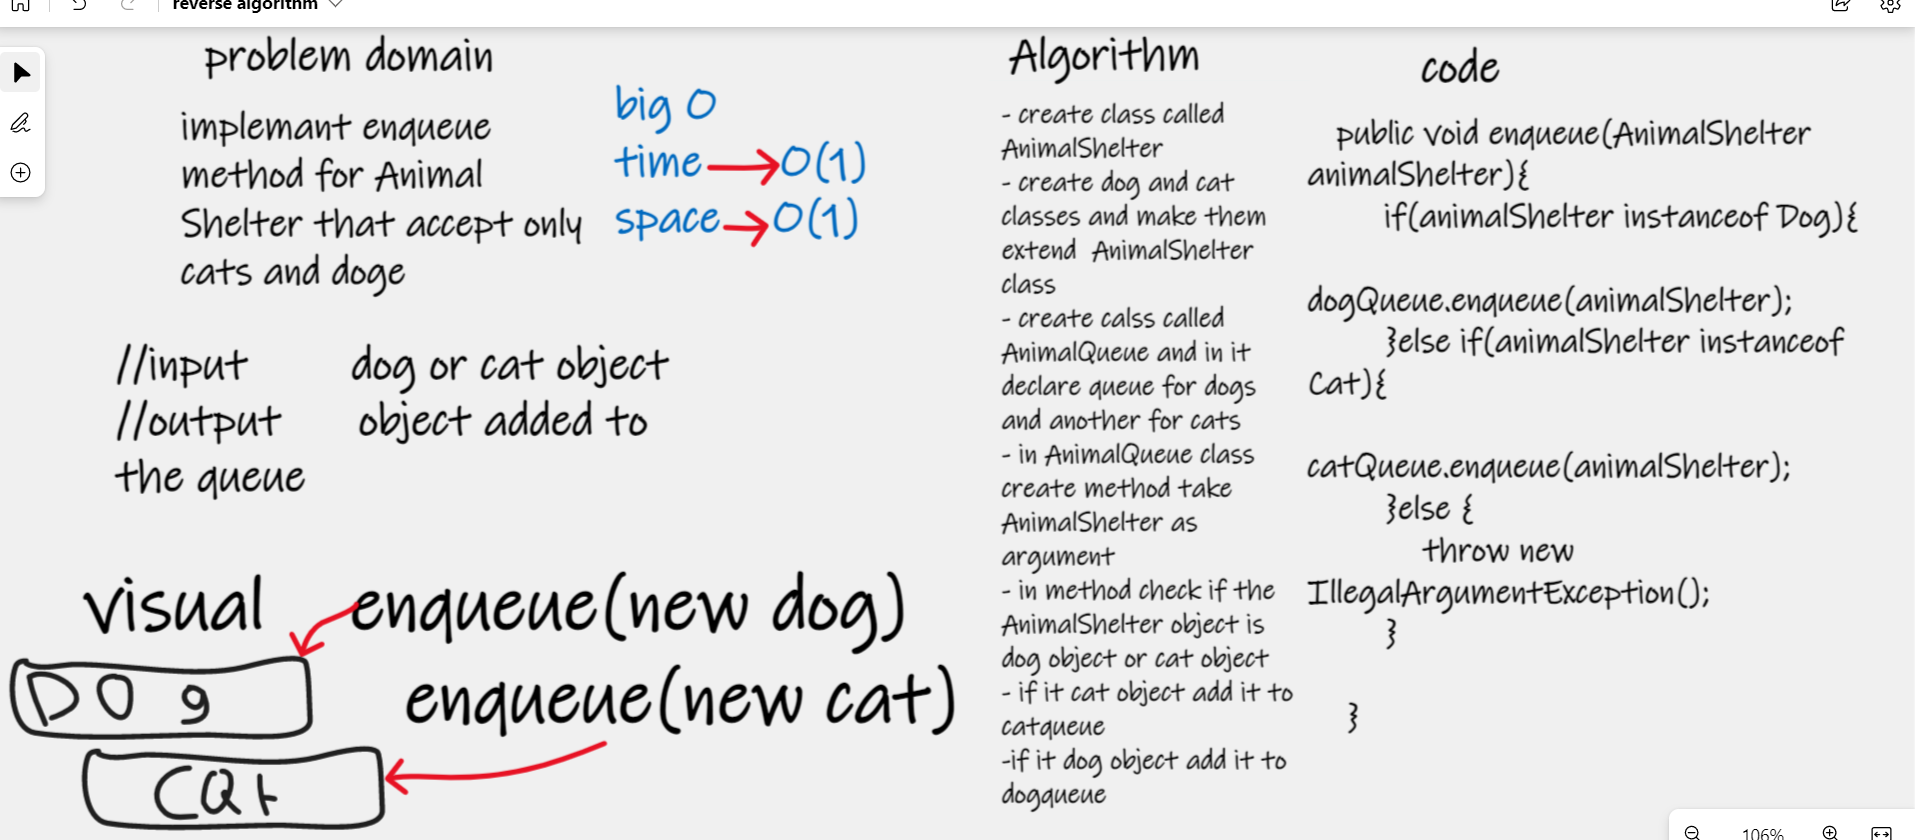 reverse algorithm
problem domain
implemant enqueue
method for Animal
Shelter that accept only
cats and doge
big O
time O(1)
space O(1)
//input dog or cat object
//output object added to
the queue
visual enqueue(new dog)
enqueue(new cat)
DOg
CQt
Algorithm
- create class called
AnimalShelter
- create dog and cat
classes and make them
extend AnimalShelter
class
- create calss called
AnimalQueue and in it
declare queue for dogs
and another for cats
- in AnimalQueue class
create method take
AnimalShelter as
argument
- in method check if the
AnimalShelter object is
dog object or cat object
- if it cat object add it to
catqueue
-if it dog object add it to
dogqueue
code
public void enqueue(AnimalShelter
animalShelter){
if(animalShelter instanceof Dog){
dogQueue.enqueue(animalShelter);
}else if(animalShelter instanceof
Cat){
catQueue.enqueue(animalShelter);
}else {
throw new
IllegalArgumentException();
}
}
106%